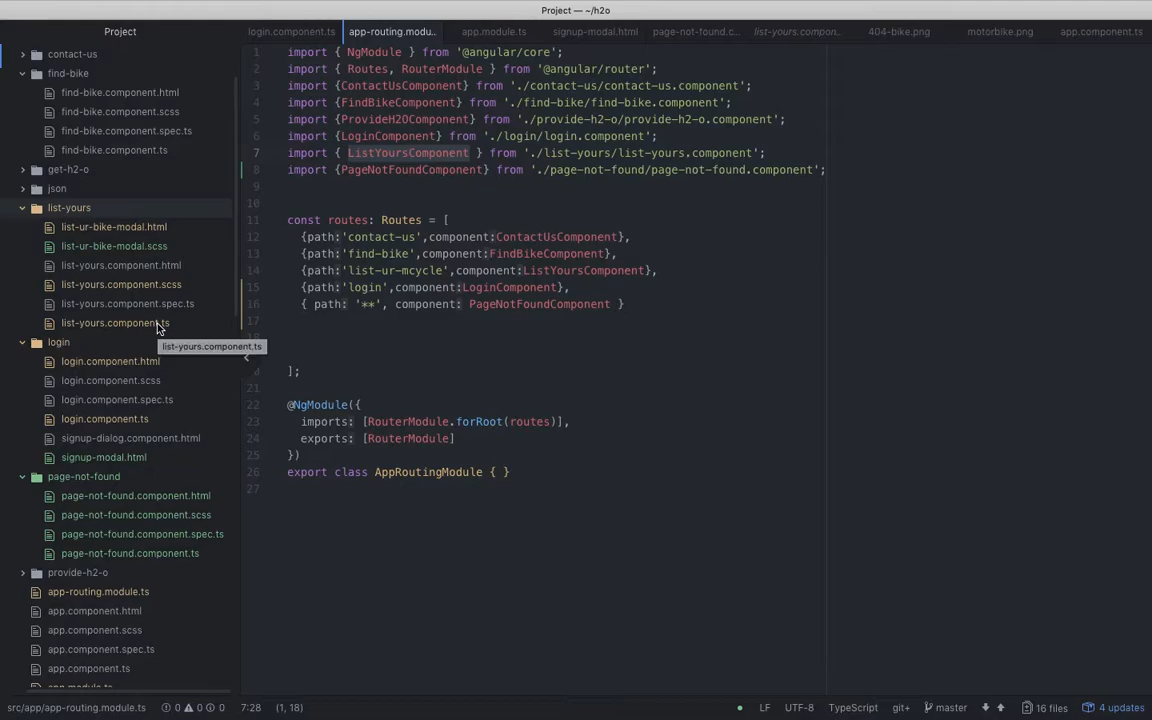 Project — ~/h2o
Project
login.component.ts
app-routing.modu...
app.module.ts
signup-modal.html
page-not-found.c...
list-yours.compon...
404-bike.png
motorbike.png
app.component.ts
contact-us
find-bike
find-bike.component.html
find-bike.component.scss
find-bike.component.spec.ts
find-bike.component.ts
get-h2-o
json
list-yours
list-ur-bike-modal.html
list-ur-bike-modal.scss
list-yours.component.html
list-yours.component.scss
list-yours.component.spec.ts
list-yours.component.ts
list-yours.component.ts
login
login.component.html
login.component.scss
login.component.spec.ts
login.component.ts
signup-dialog.component.html
signup-modal.html
page-not-found
page-not-found.component.html
page-not-found.component.scss
page-not-found.component.spec.ts
page-not-found.component.ts
provide-h2-o
app-routing.module.ts
app.component.html
app.component.scss
app.component.spec.ts
app.component.ts
app.module.ts
1 import { NgModule } from '@angular/core';
2 import { Routes, RouterModule } from '@angular/router';
3 import {ContactUsComponent} from './contact-us/contact-us.component';
4 import {FindBikeComponent} from './find-bike/find-bike.component';
5 import {ProvideH2OComponent} from './provide-h2-o/provide-h2-o.component';
6 import {LoginComponent} from './login/login.component';
7 import { ListYoursComponent } from './list-yours/list-yours.component';
8 import {PageNotFoundComponent} from './page-not-found/page-not-found.component';
9
10
11 const routes: Routes = [
12 {path:'contact-us',component:ContactUsComponent},
13 {path:'find-bike',component:FindBikeComponent},
14 {path:'list-ur-mcycle',component:ListYoursComponent},
15 {path:'login',component:LoginComponent},
16 { path: '**', component: PageNotFoundComponent }
17
18
];
21
22 @NgModule({
23 imports: [RouterModule.forRoot(routes)],
24 exports: [RouterModule]
25 })
26 export class AppRoutingModule { }
27
src/app/app-routing.module.ts
0 0 0
7:28
(1, 18)
LF
UTF-8
TypeScript
git+
master
16 files
4 updates